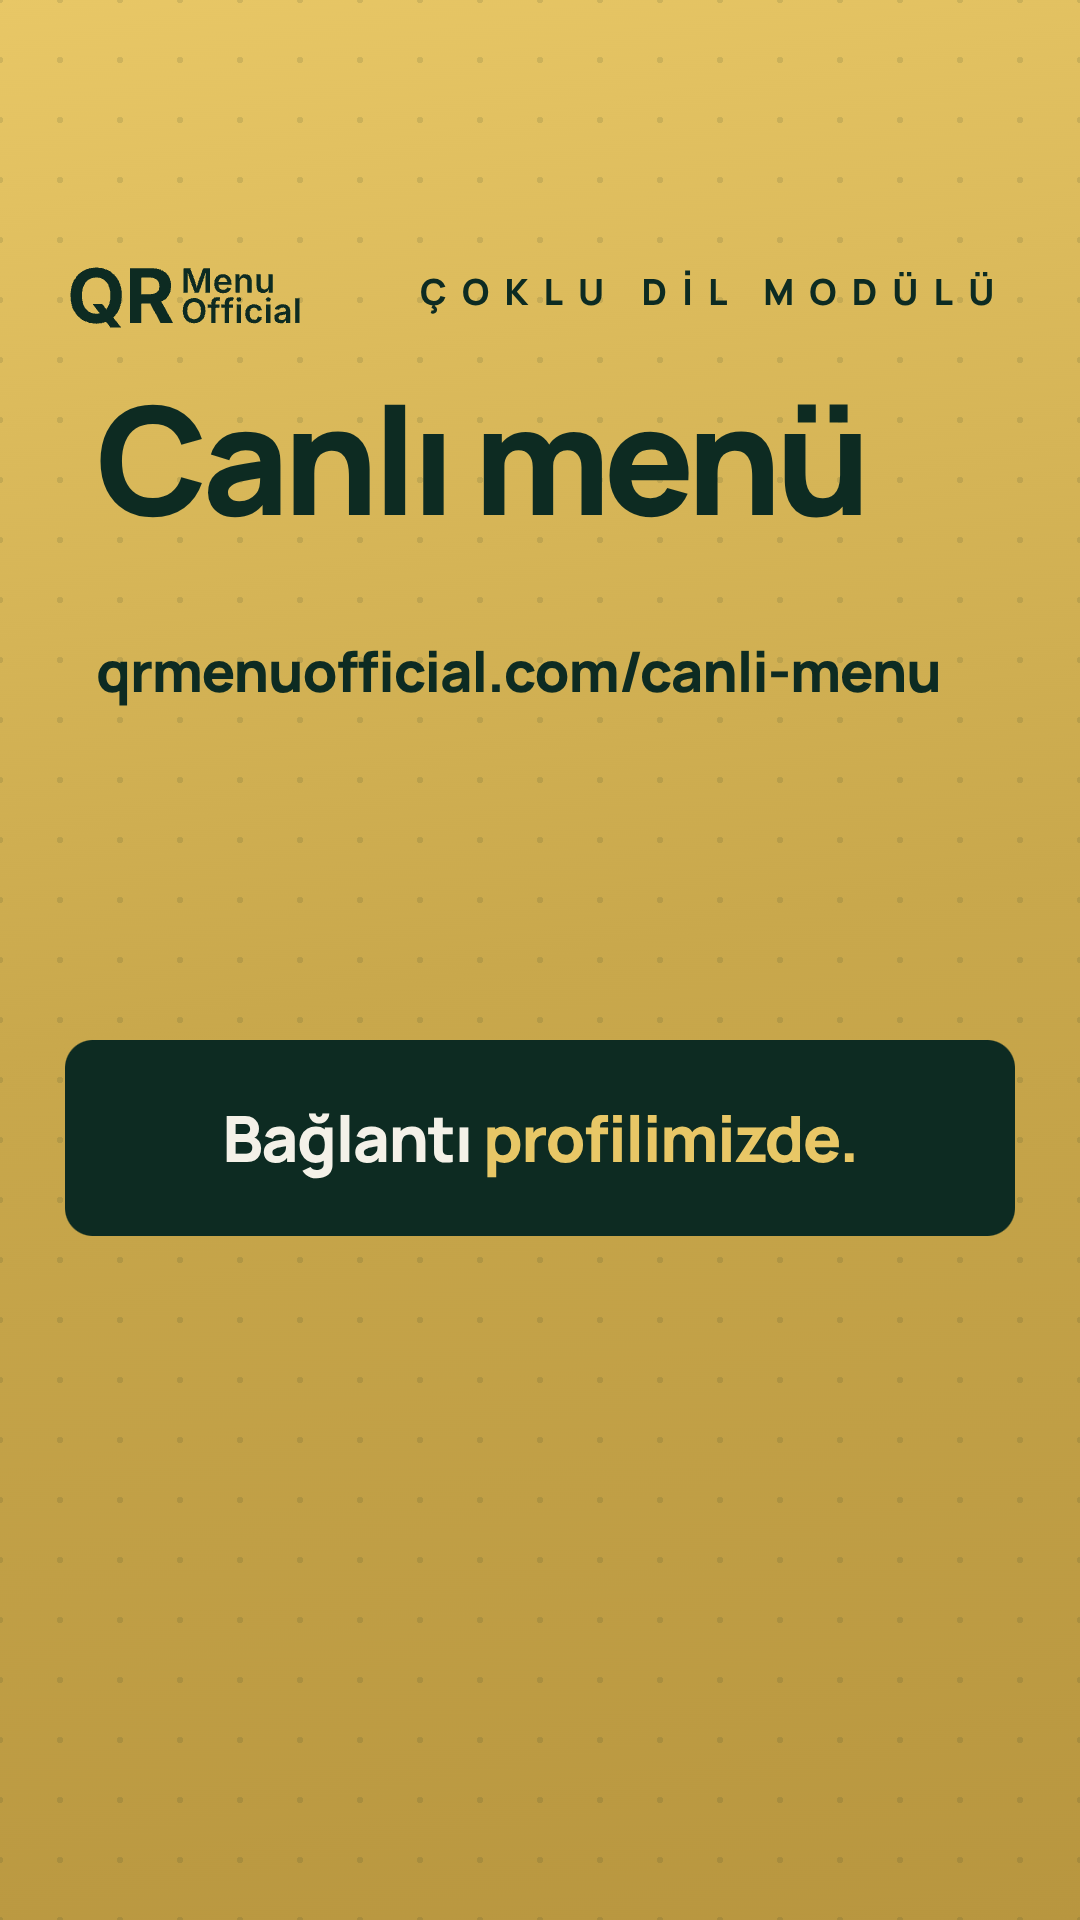 QR Menu Official
ÇOKLU DİL MODÜLÜ
Canlı menü
qrmenuofficial.com/canli-menu
Bağlantı profilimizde.